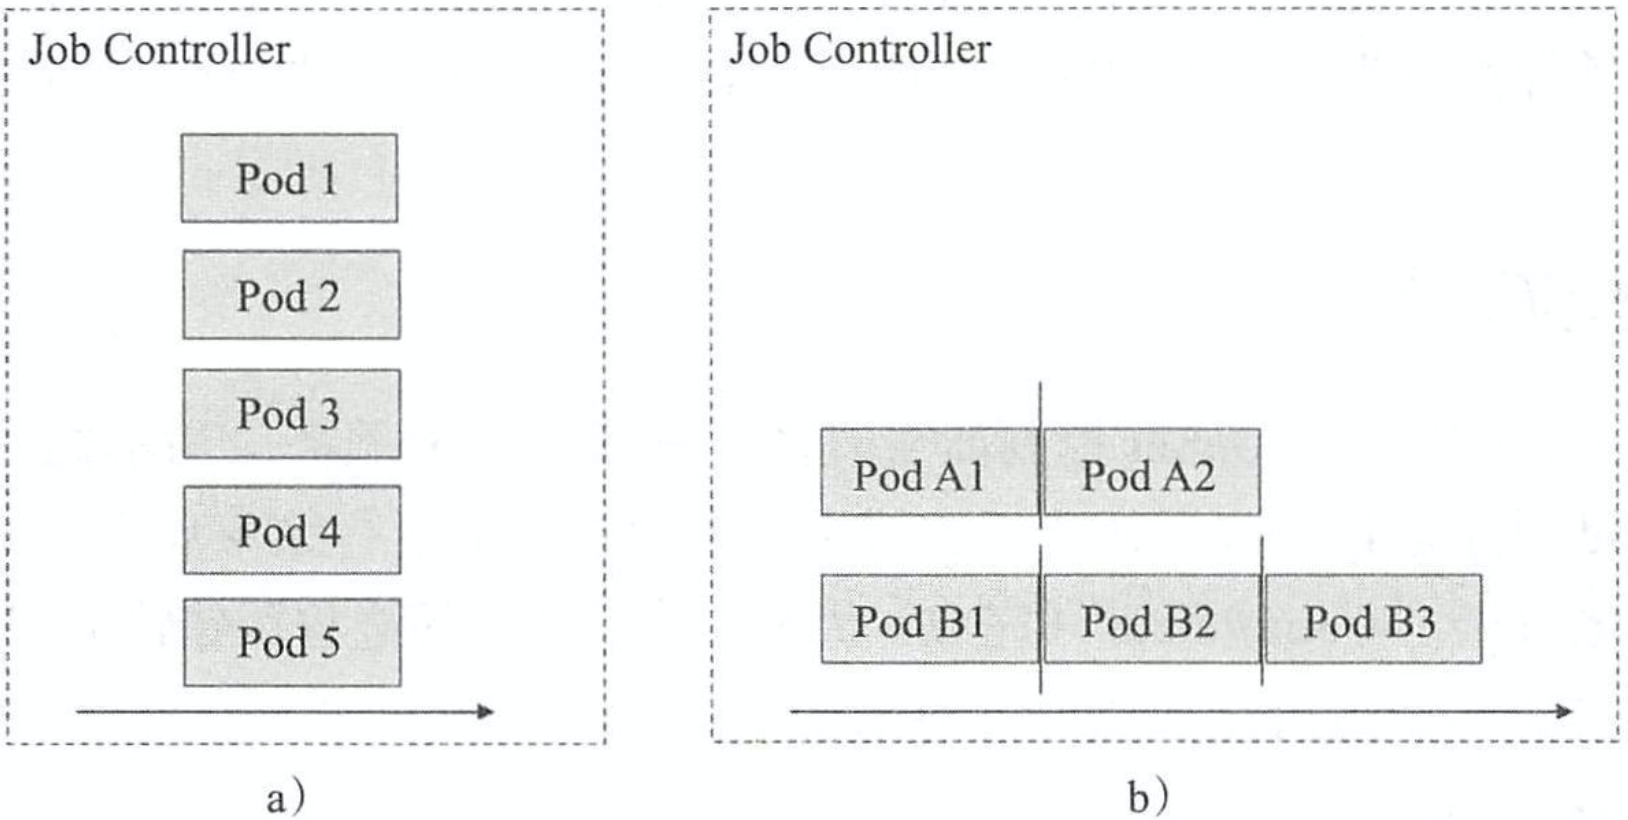 Job Controller
Pod 1
Pod 2
Pod 3
Pod 4
Pod 5
a)
Job Controller
Pod A1 Pod A2
Pod B1 Pod B2 Pod B3
b)